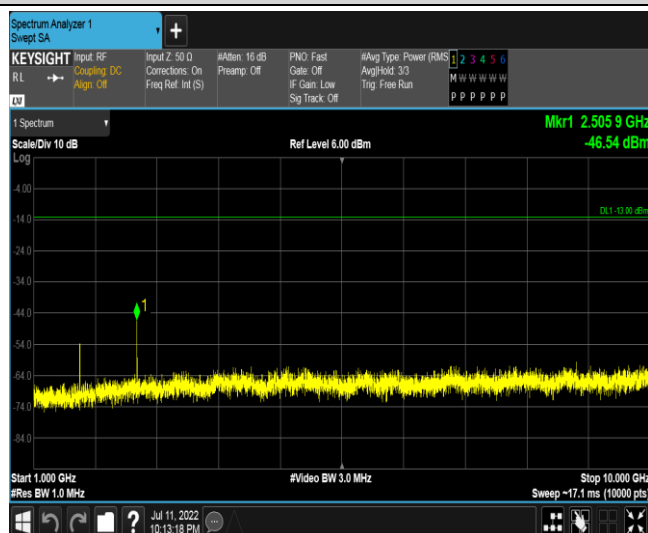 Spectrum Analyzer 1
Swept SA
KEYSIGHT
RL
LXI
Input: RF
Coupling: DC
Align: Off
Input Z: 50 Ω
Corrections: On
Freq Ref: Int (S)
#Atten: 16 dB
Preamp: Off
PNO: Fast
Gate: Off
IF Gain: Low
Sig Track: Off
#Avg Type: Power (RMS
Avg|Hold: 3/3
Trig: Free Run
1 2 3 4 5 6
M W W W W W
P P P P P P
1 Spectrum
Mkr1 2.505 9 GHz
Scale/Div 10 dB
Ref Level 6.00 dBm
-46.54 dBm
Log
-4.00
DL1 -13.00 dBm
-14.0
-24.0
-34.0
1
-44.0
-54.0
-64.0
-74.0
-84.0
Start 1.000 GHz
#Video BW 3.0 MHz
Stop 10.000 GHz
#Res BW 1.0 MHz
Sweep ~17.1 ms (10000 pts)
?
Jul 11, 2022
10:13:18 PM